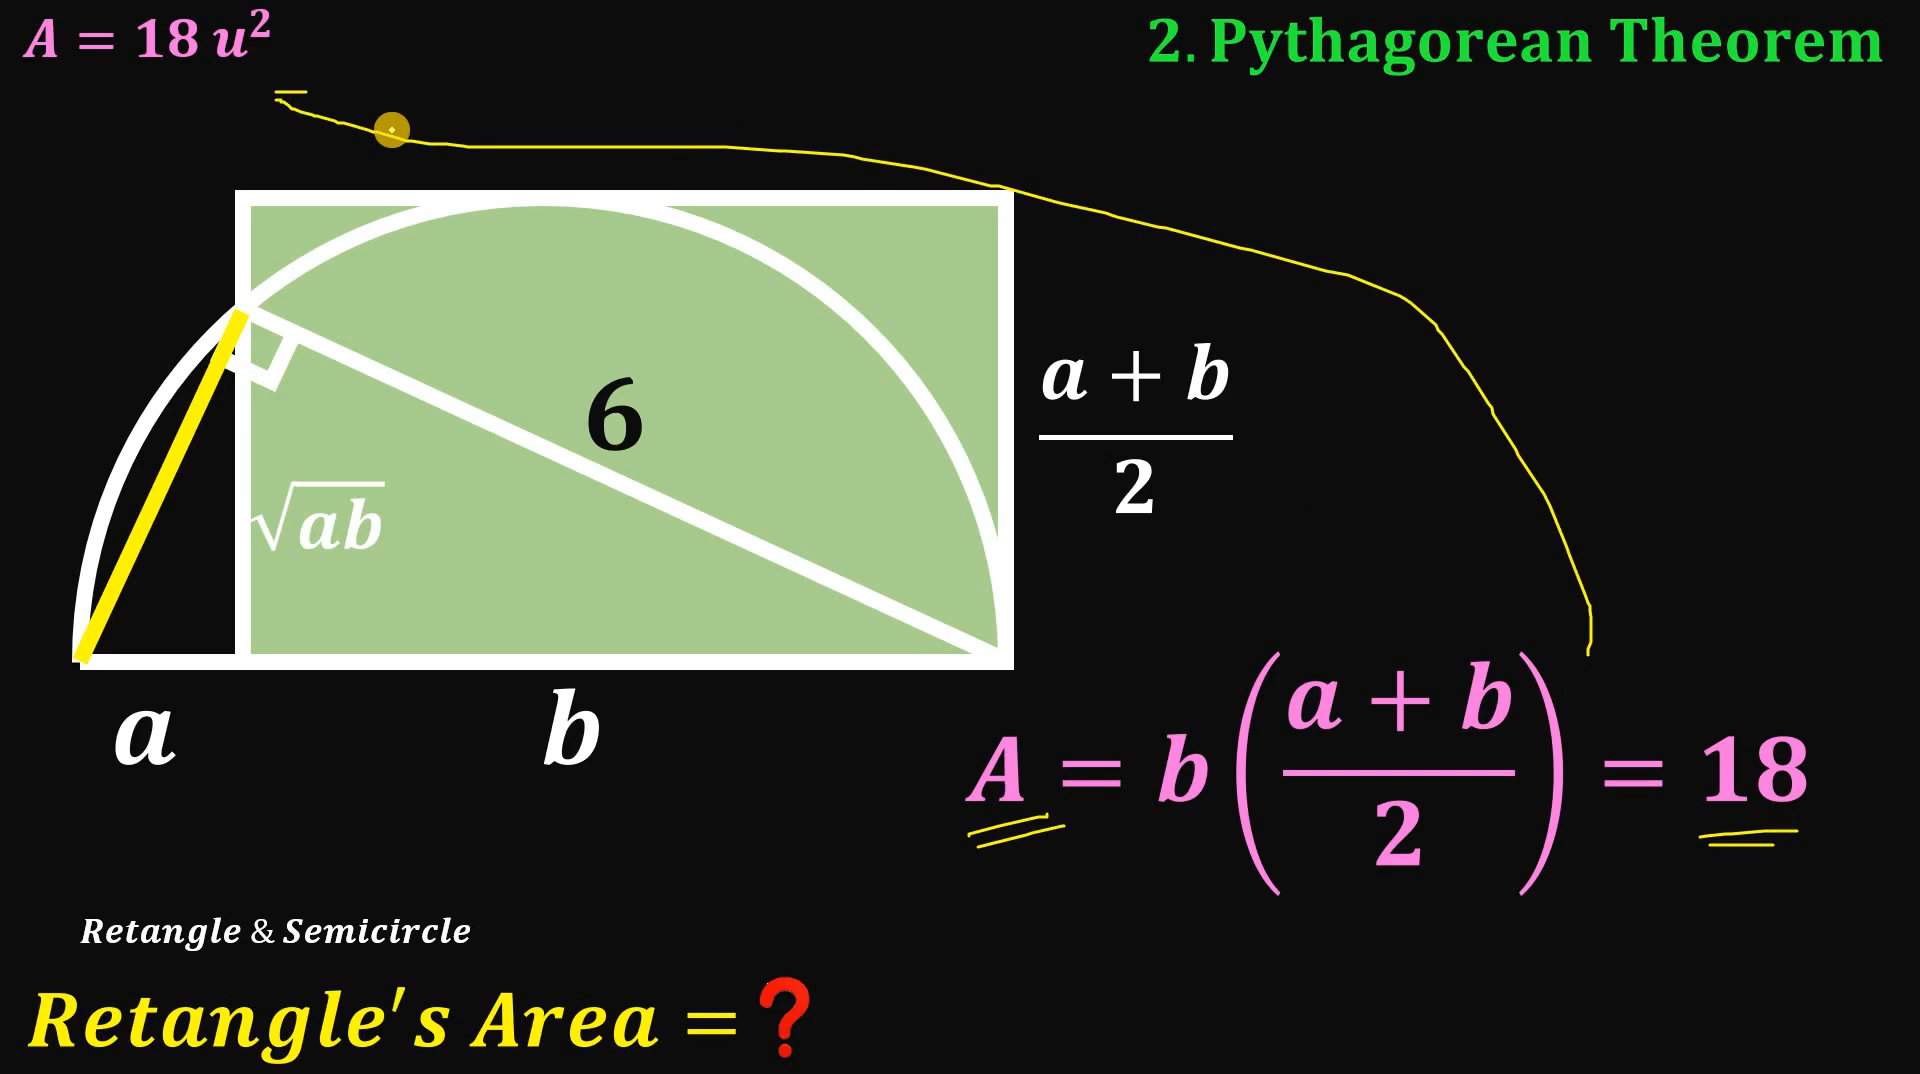 A = 18 u²
2. Pythagorean Theorem
6
√ab
a + b
2
a
b
A = b(a + b / 2) = 18
Retangle & Semicircle
Retangle's Area = ?